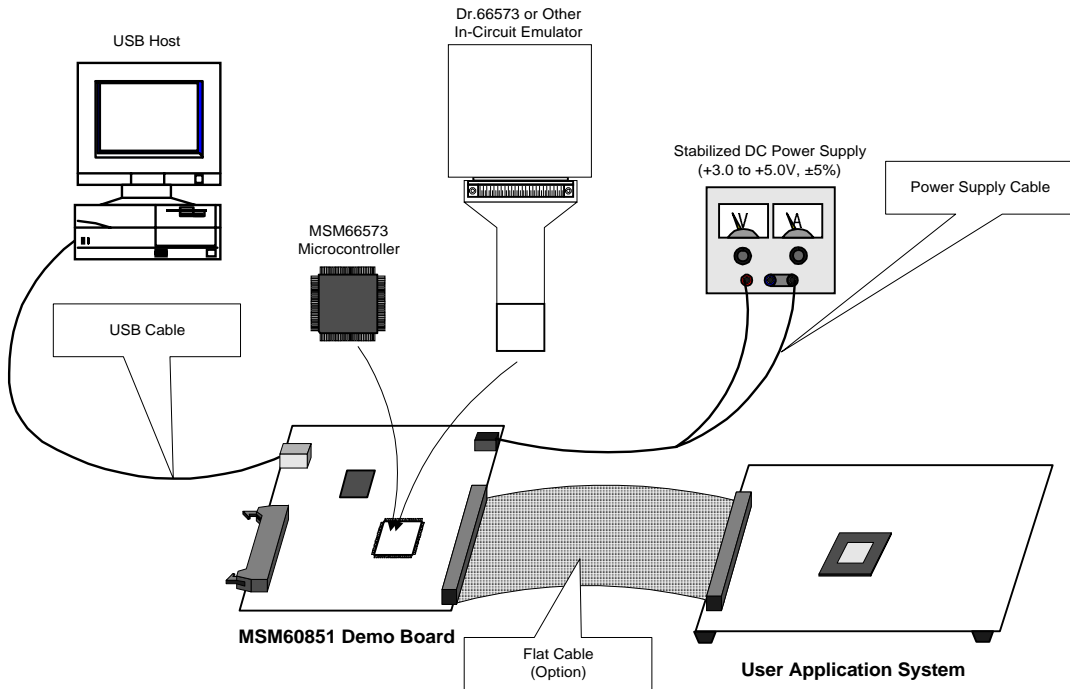 Dr.66573 or Other
In-Circuit Emulator
USB Host
Stabilized DC Power Supply
(+3.0 to +5.0V, ±5%)
Power Supply Cable
V
A
MSM66573
Microcontroller
USB Cable
MSM60851 Demo Board
Flat Cable
(Option)
User Application System